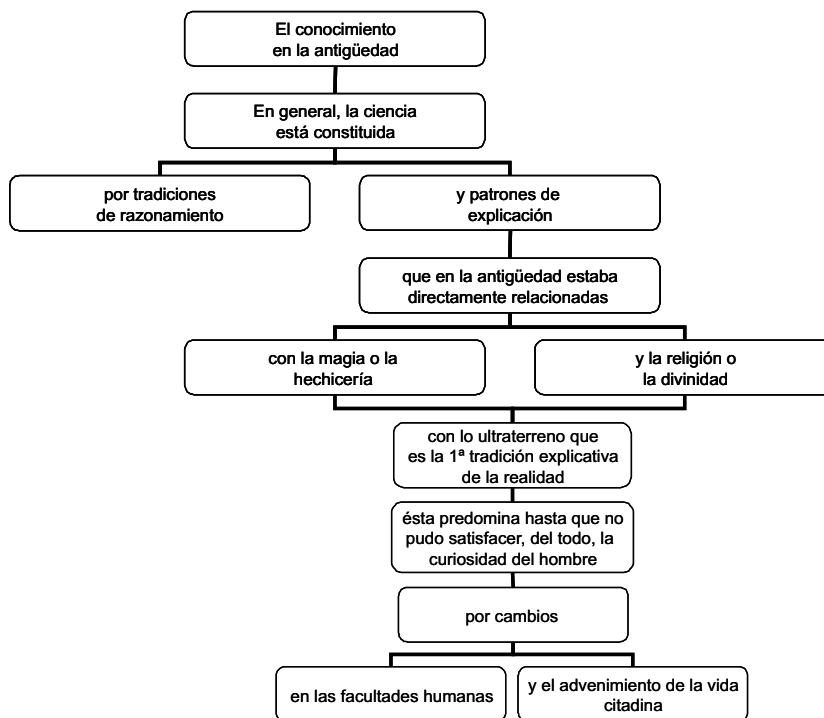 El conocimiento
en la antigüedad
En general, la ciencia
está constituida
por tradiciones
de razonamiento
y patrones de
explicación
que en la antigüedad estaba
directamente relacionadas
con la magia o la
hechicería
y la religión o
la divinidad
con lo ultraterreno que
es la 1ª tradición explicativa
de la realidad
ésta predomina hasta que no
pudo satisfacer, del todo, la
curiosidad del hombre
por cambios
en las facultades humanas
y el advenimiento de la vida
citadina